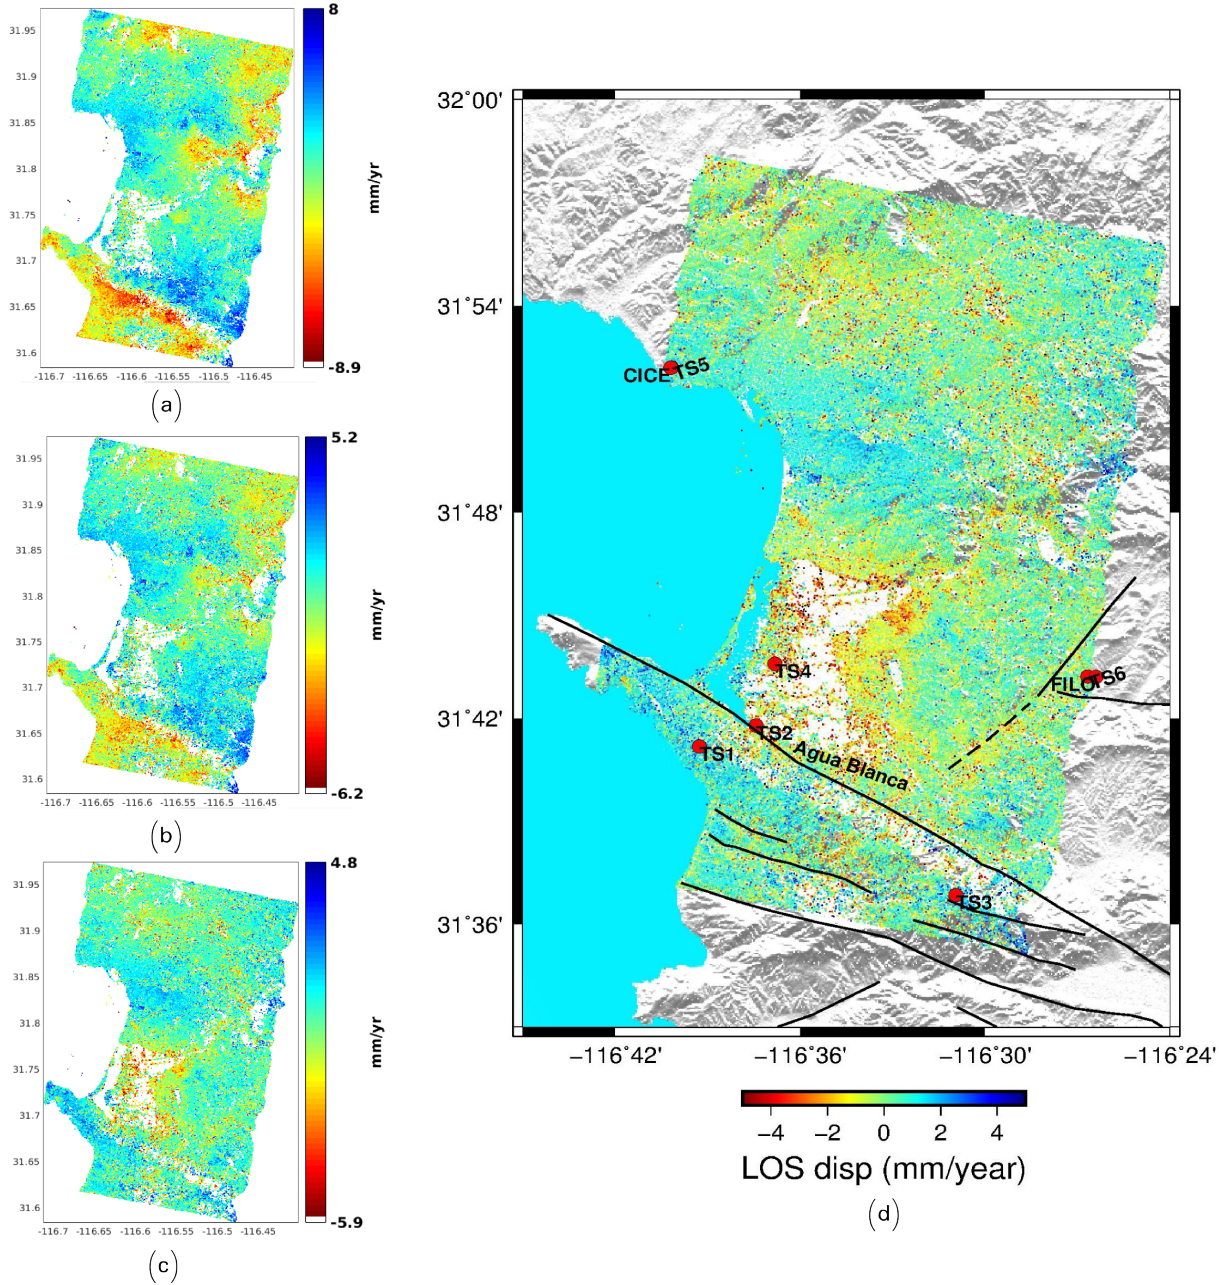 31.95
31.9
31.85
31.8
31.75
31.7
31.65
31.6
-116.7 -116.65 -116.6 -116.55 -116.5 -116.45
8
mm/yr
-8.9
(a)
31.95
31.9
31.85
31.8
31.75
31.7
31.65
31.6
-116.7 -116.65 -116.6 -116.55 -116.5 -116.45
5.2
mm/yr
-6.2
(b)
31.95
31.9
31.85
31.8
31.75
31.7
31.65
31.6
-116.7 -116.65 -116.6 -116.55 -116.5 -116.45
4.8
mm/yr
-5.9
(c)
32°00'
31°54'
31°48'
31°42'
31°36'
CICE TS5
TS4
FILO TS6
TS2
TS1
Agua Blanca
TS3
−116°42' −116°36' −116°30' −116°24'
−4 −2 0 2 4
LOS disp (mm/year)
(d)